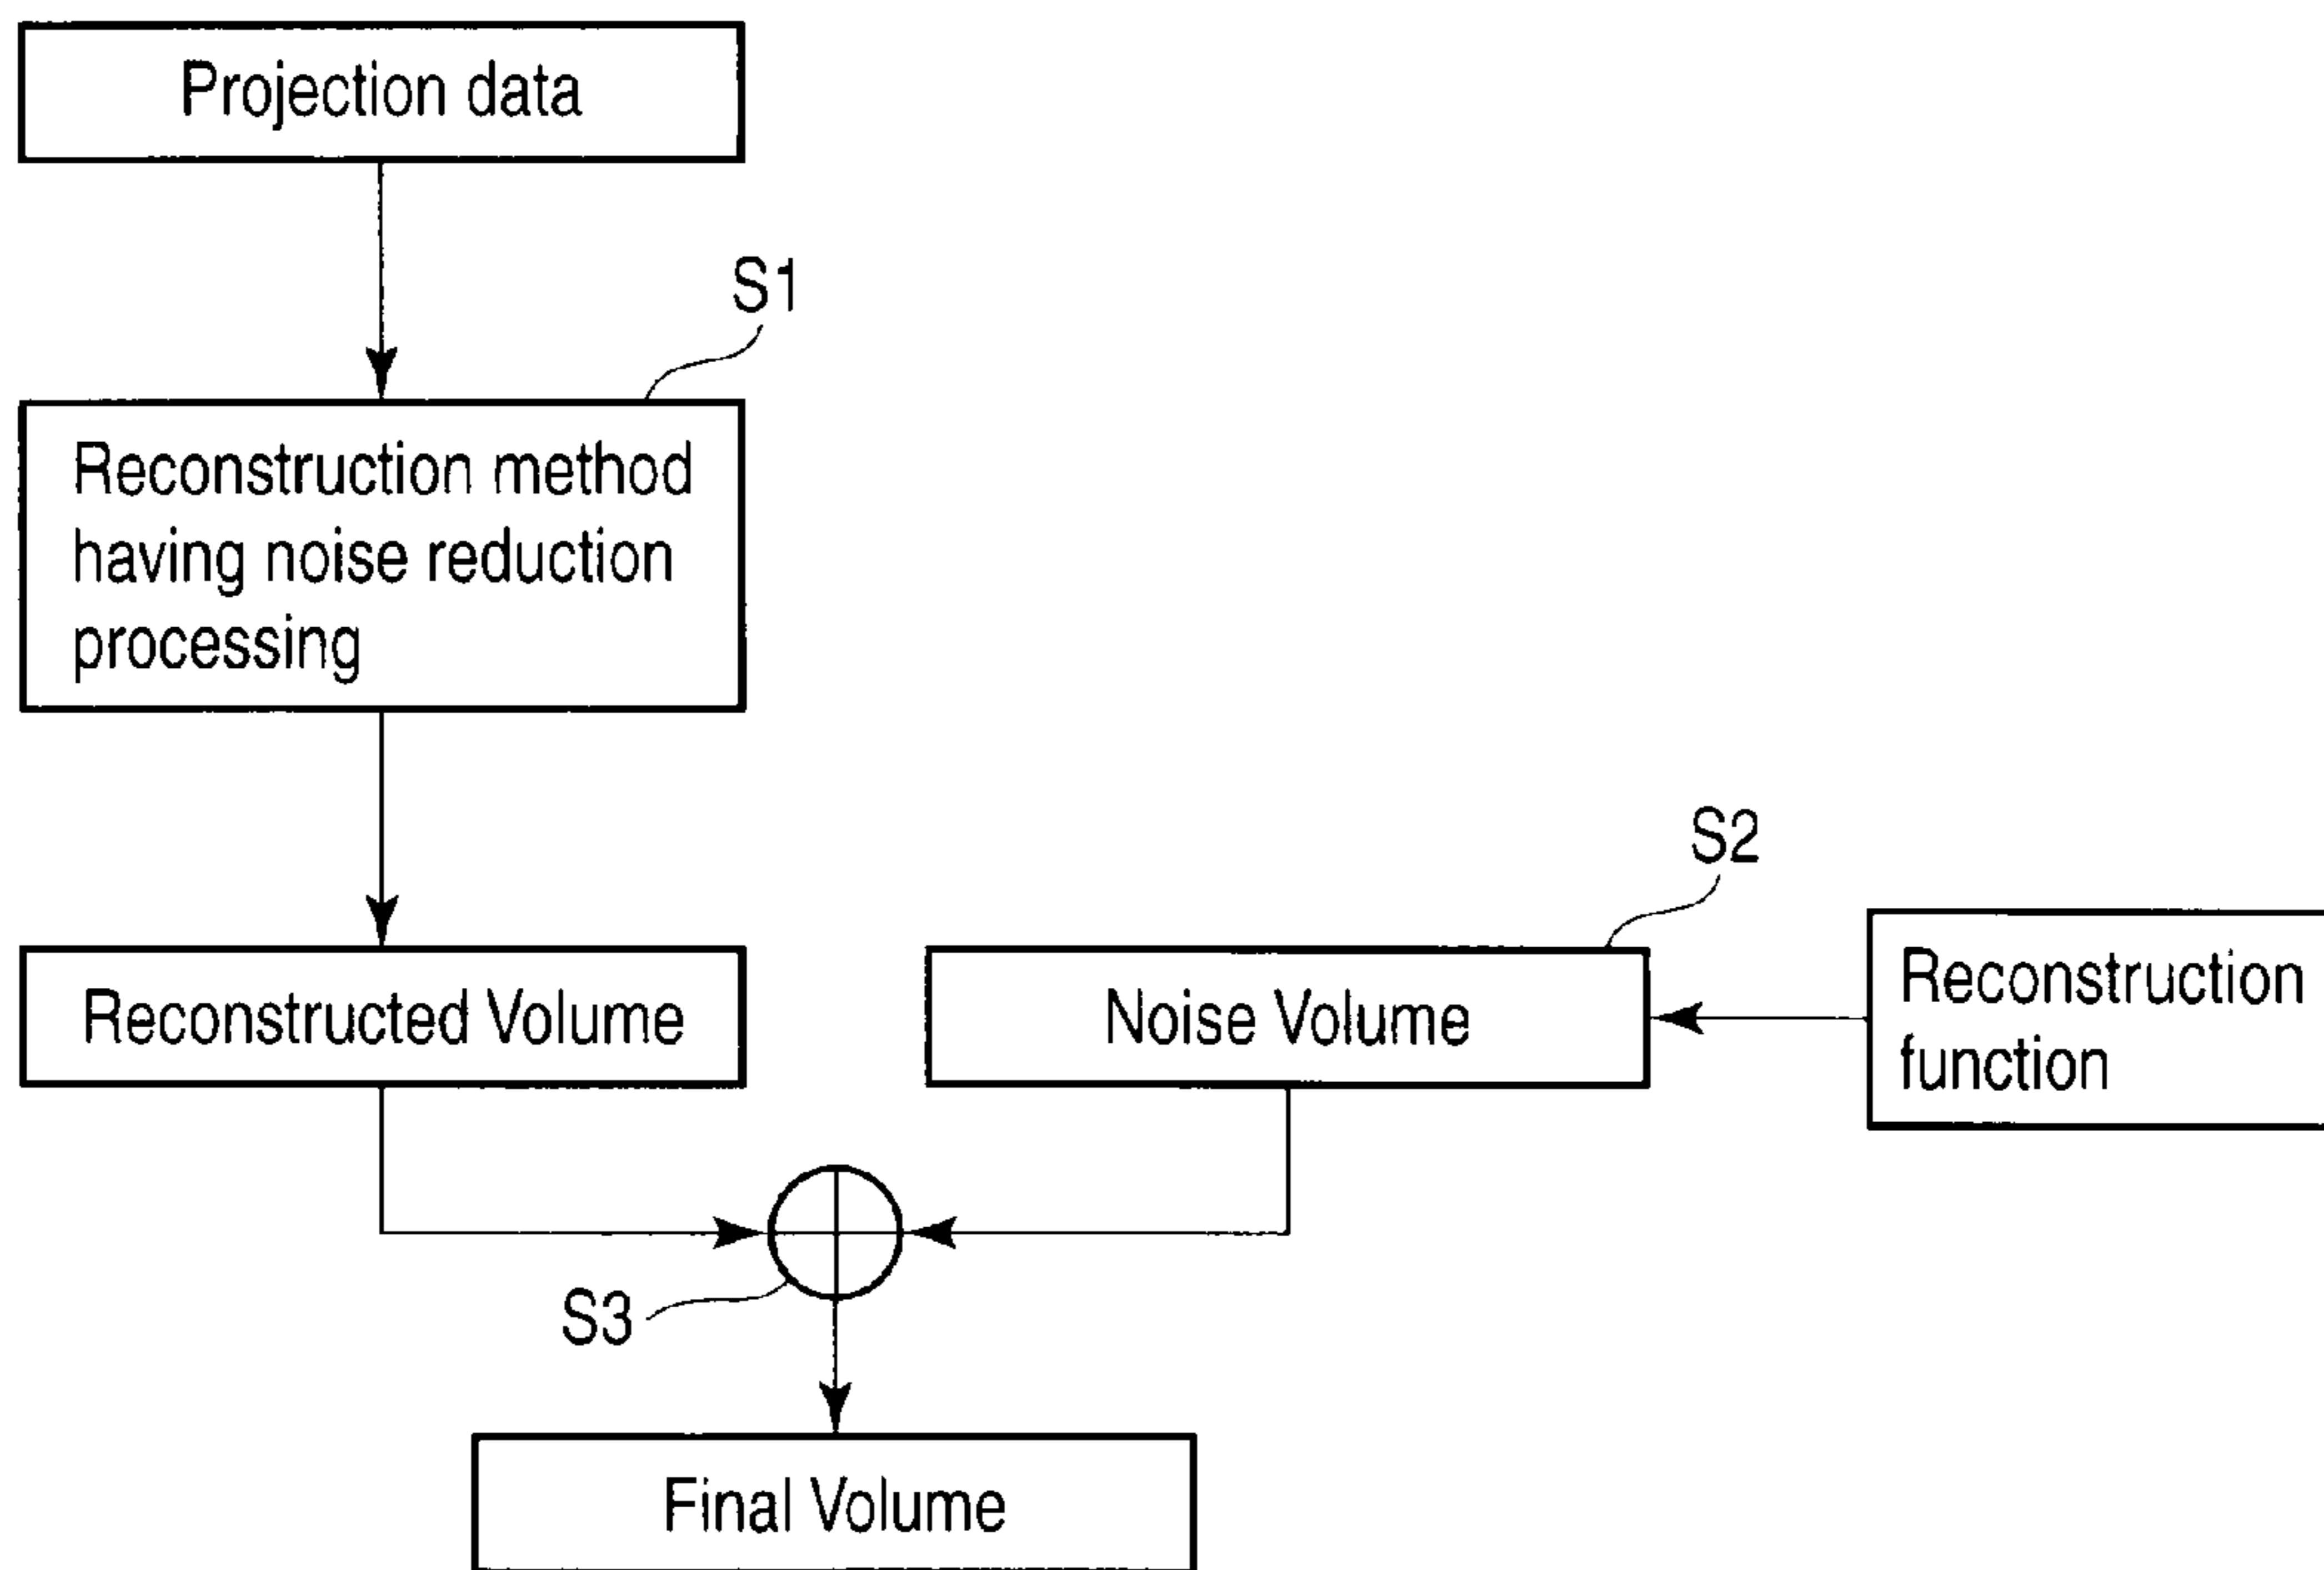 Projection data
S1
Reconstruction method
having noise reduction
processing
S2
Reconstructed Volume
Noise Volume
Reconstruction
function
S3
Final Volume